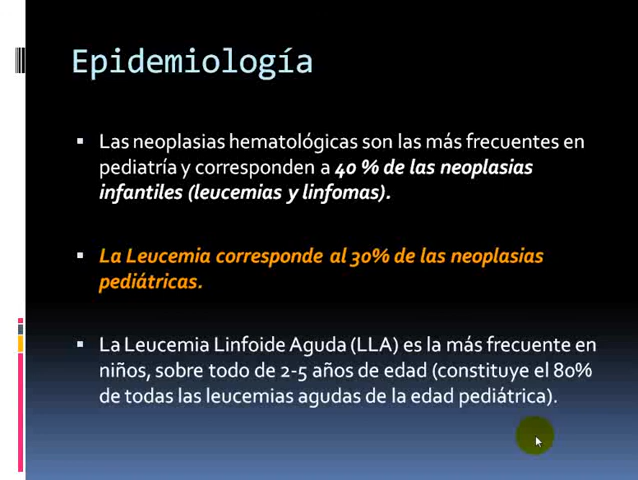 Epidemiología
▪ Las neoplasias hematológicas son las más frecuentes en
pediatría y corresponden a 40 % de las neoplasias
infantiles (leucemias y linfomas).
▪ La Leucemia corresponde al 30% de las neoplasias
pediátricas.
▪ La Leucemia Linfoide Aguda (LLA) es la más frecuente en
niños, sobre todo de 2-5 años de edad (constituye el 80%
de todas las leucemias agudas de la edad pediátrica).